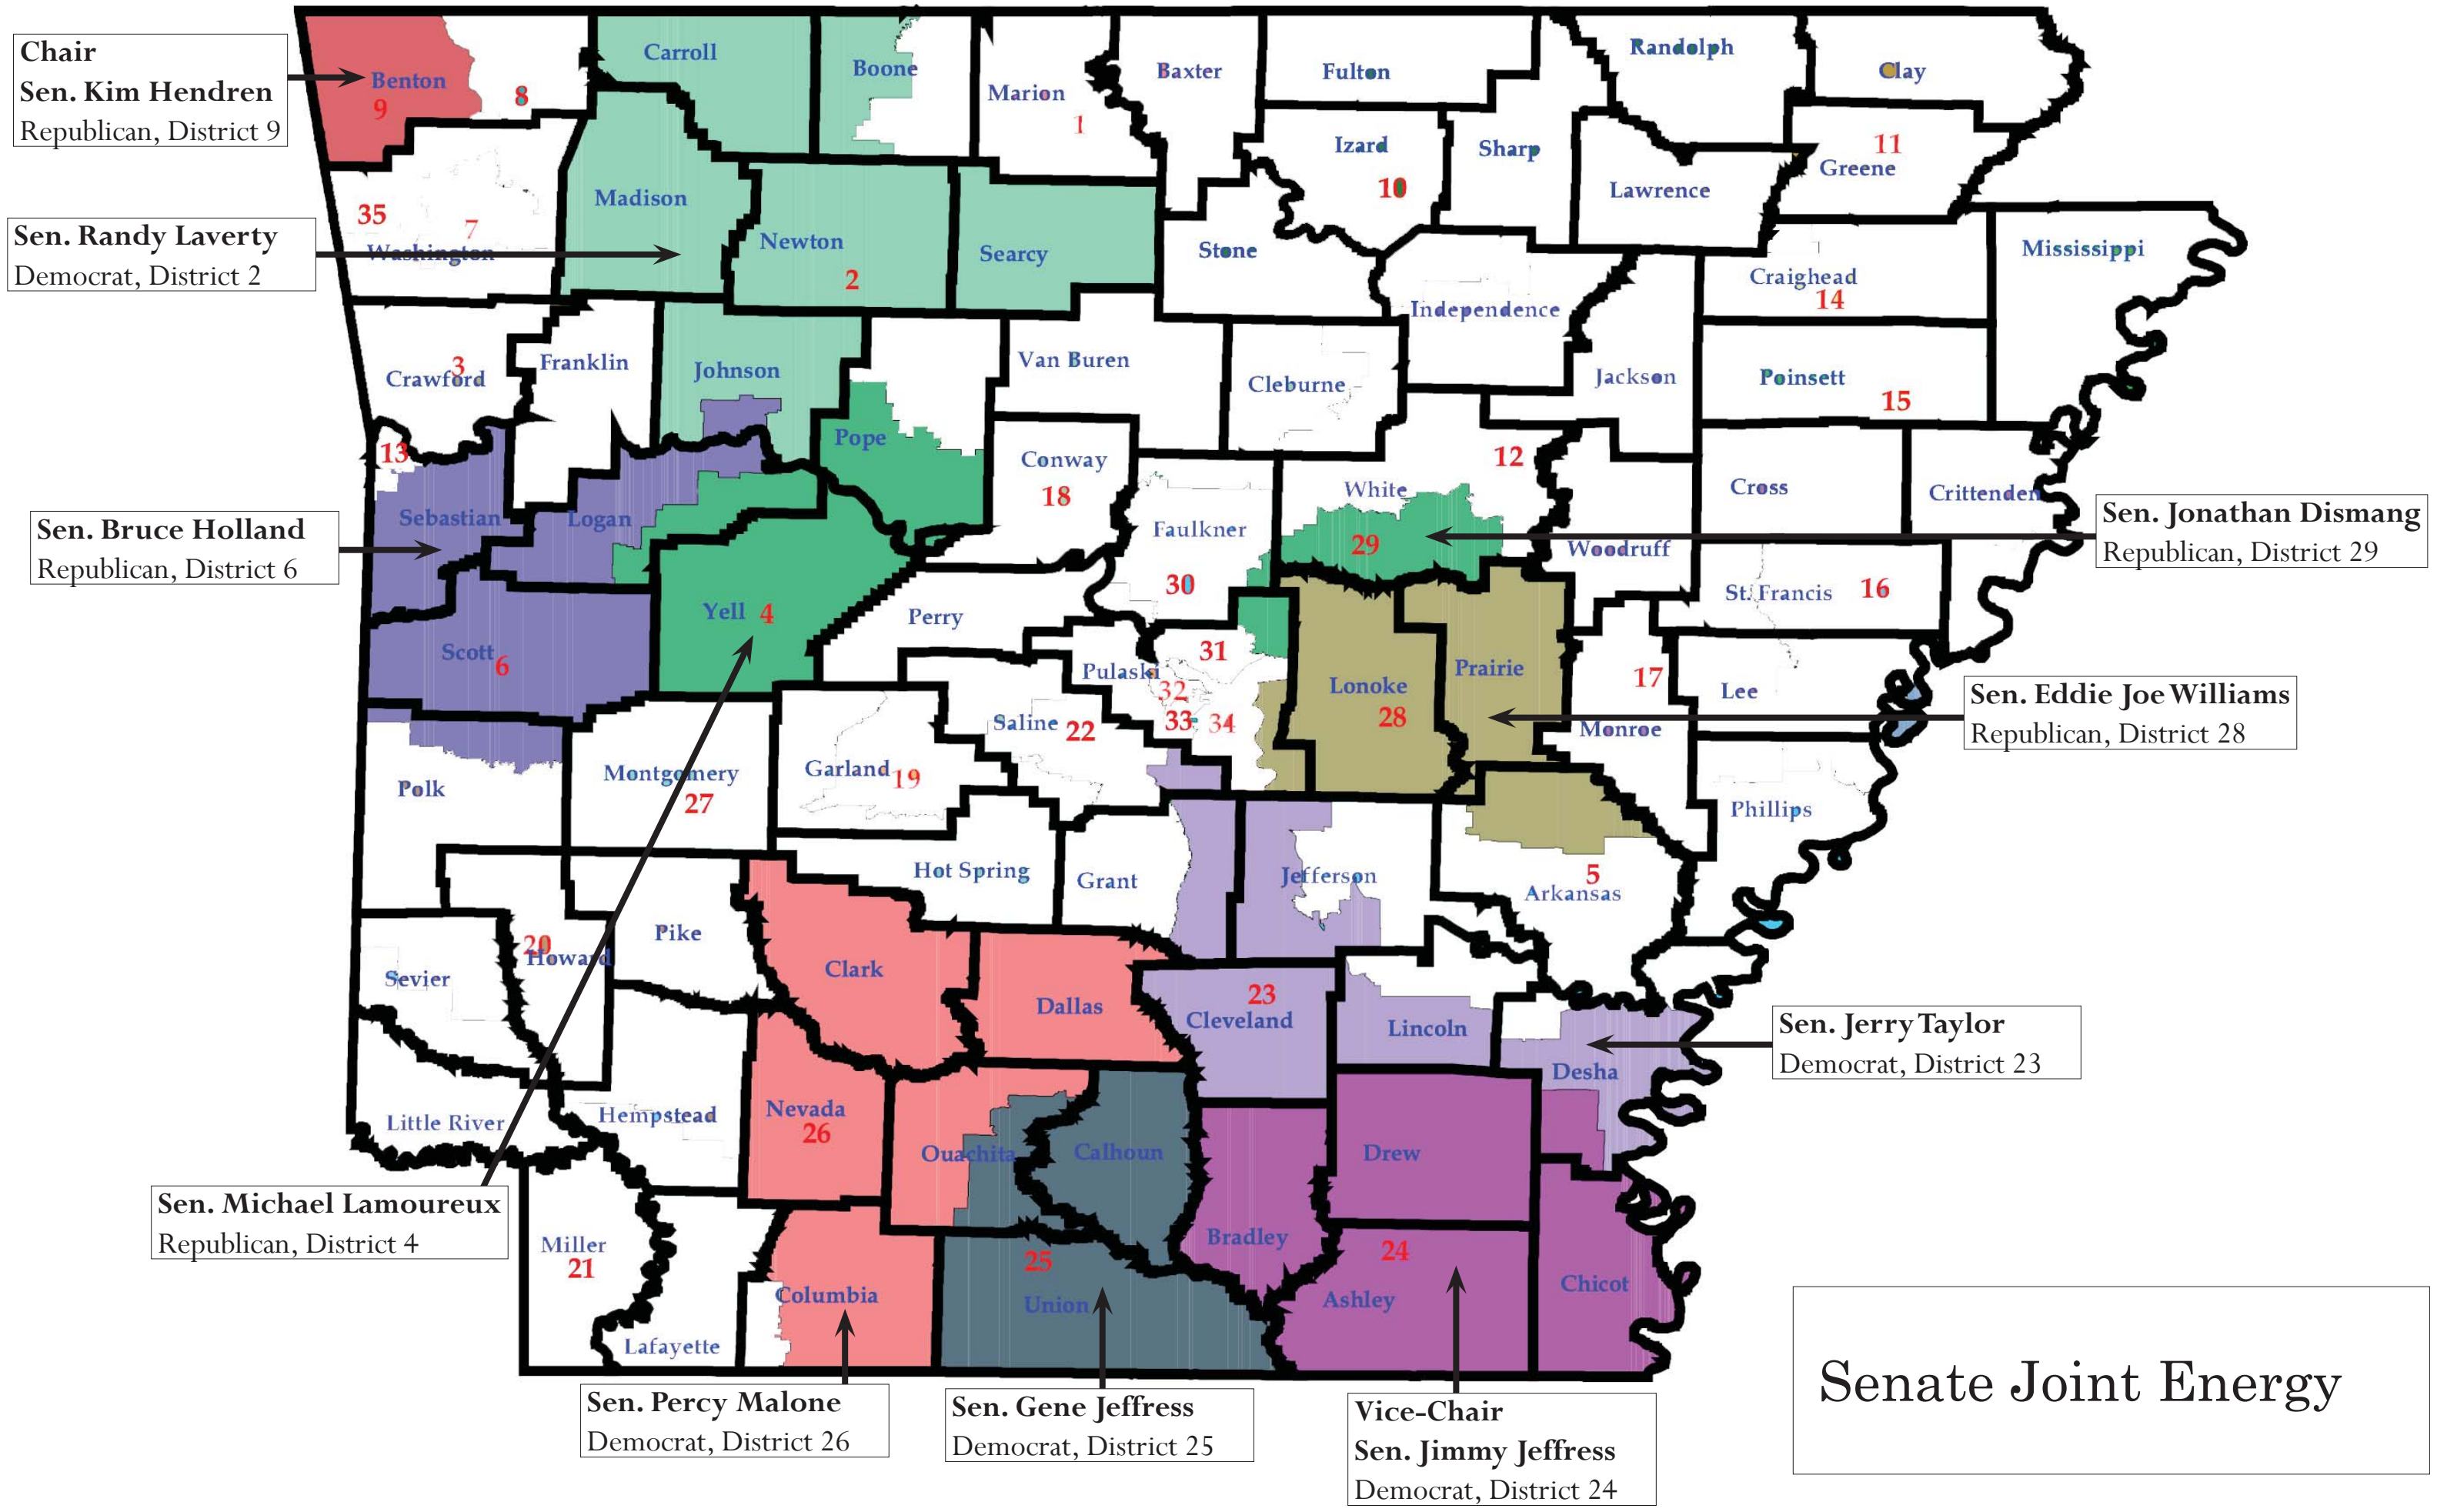 Chair
Sen. Kim Hendren
Republican, District 9
Benton
9
8
Carroll
Boone
Marion
1
Baxter
Fulton
Randolph
Clay
Izard
10
Sharp
Lawrence
11
Greene
35
7
Washington
Madison
Newton
2
Searcy
Stone
Independence
Craighead
14
Mississippi
Sen. Randy Laverty
Democrat, District 2
3
Crawford
Franklin
Johnson
Van Buren
Cleburne
Jackson
Poinsett
15
13
Pope
Conway
18
12
White
Cross
Crittenden
Sebastian
Logan
Faulkner
30
29
Woodruff
St. Francis
16
Sen. Bruce Holland
Republican, District 6
Sen. Jonathan Dismang
Republican, District 29
Scott
6
Yell
4
Perry
31
Pulaski
32
33
34
Saline
22
Lonoke
28
Prairie
17
Monroe
Lee
Sen. Eddie Joe Williams
Republican, District 28
Polk
Montgomery
27
Garland
19
Hot Spring
Grant
Jefferson
5
Arkansas
Phillips
Sevier
20
Howard
Pike
Clark
Dallas
23
Cleveland
Lincoln
Desha
Sen. Jerry Taylor
Democrat, District 23
Little River
Hempstead
Nevada
26
Ouachita
Calhoun
Bradley
Drew
Sen. Michael Lamoureux
Republican, District 4
Miller
21
Lafayette
Columbia
25
Union
24
Ashley
Chicot
Sen. Percy Malone
Democrat, District 26
Sen. Gene Jeffress
Democrat, District 25
Vice-Chair
Sen. Jimmy Jeffress
Democrat, District 24
Senate Joint Energy